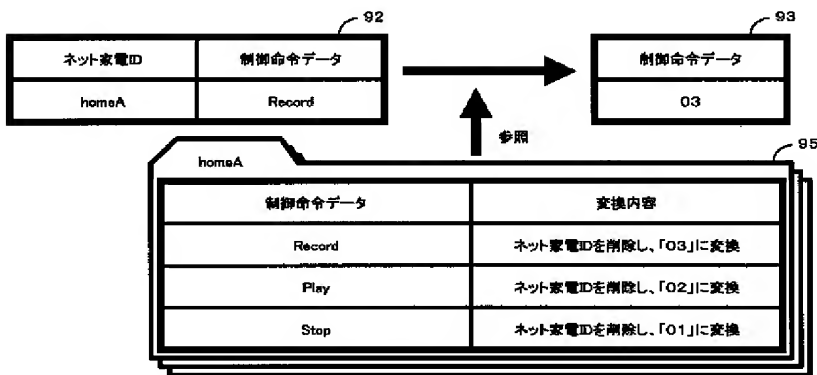 92
93
ネット家電ID 制御命令データ
homeA Record
制御命令データ
03
参照
95
homeA
制御命令データ 変換内容
Record ネット家電IDを削除し、「03」に変換
Play ネット家電IDを削除し、「02」に変換
Stop ネット家電IDを削除し、「01」に変換